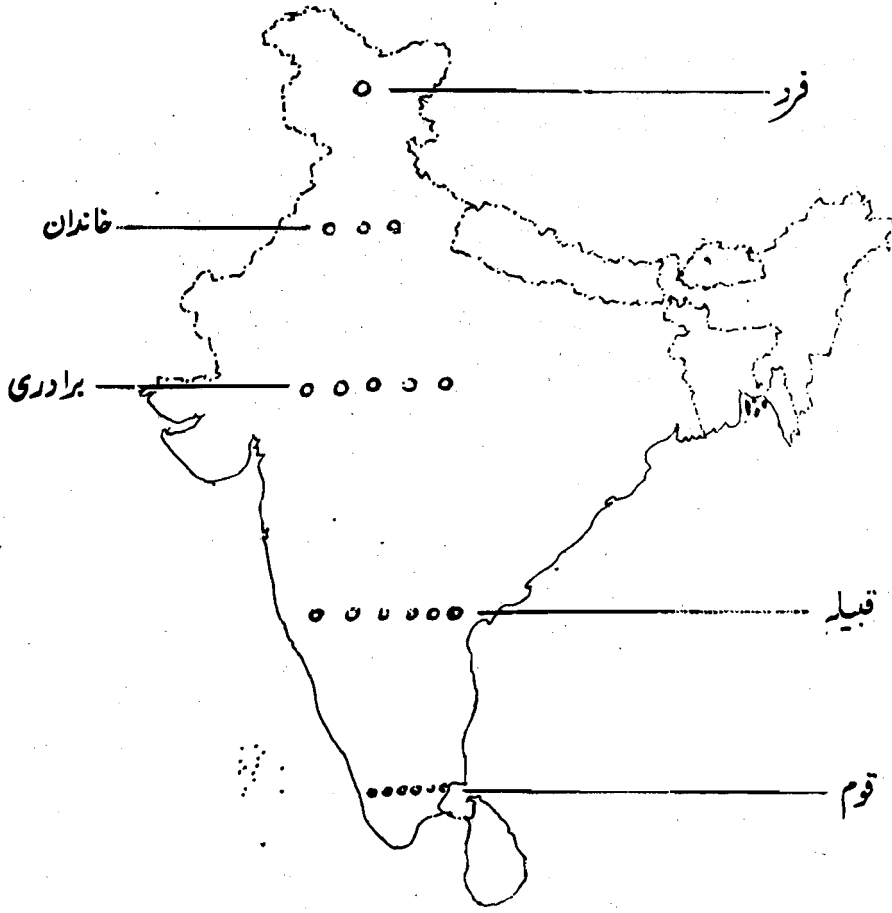 فرد
خاندان
برادری
قبیلہ
قوم